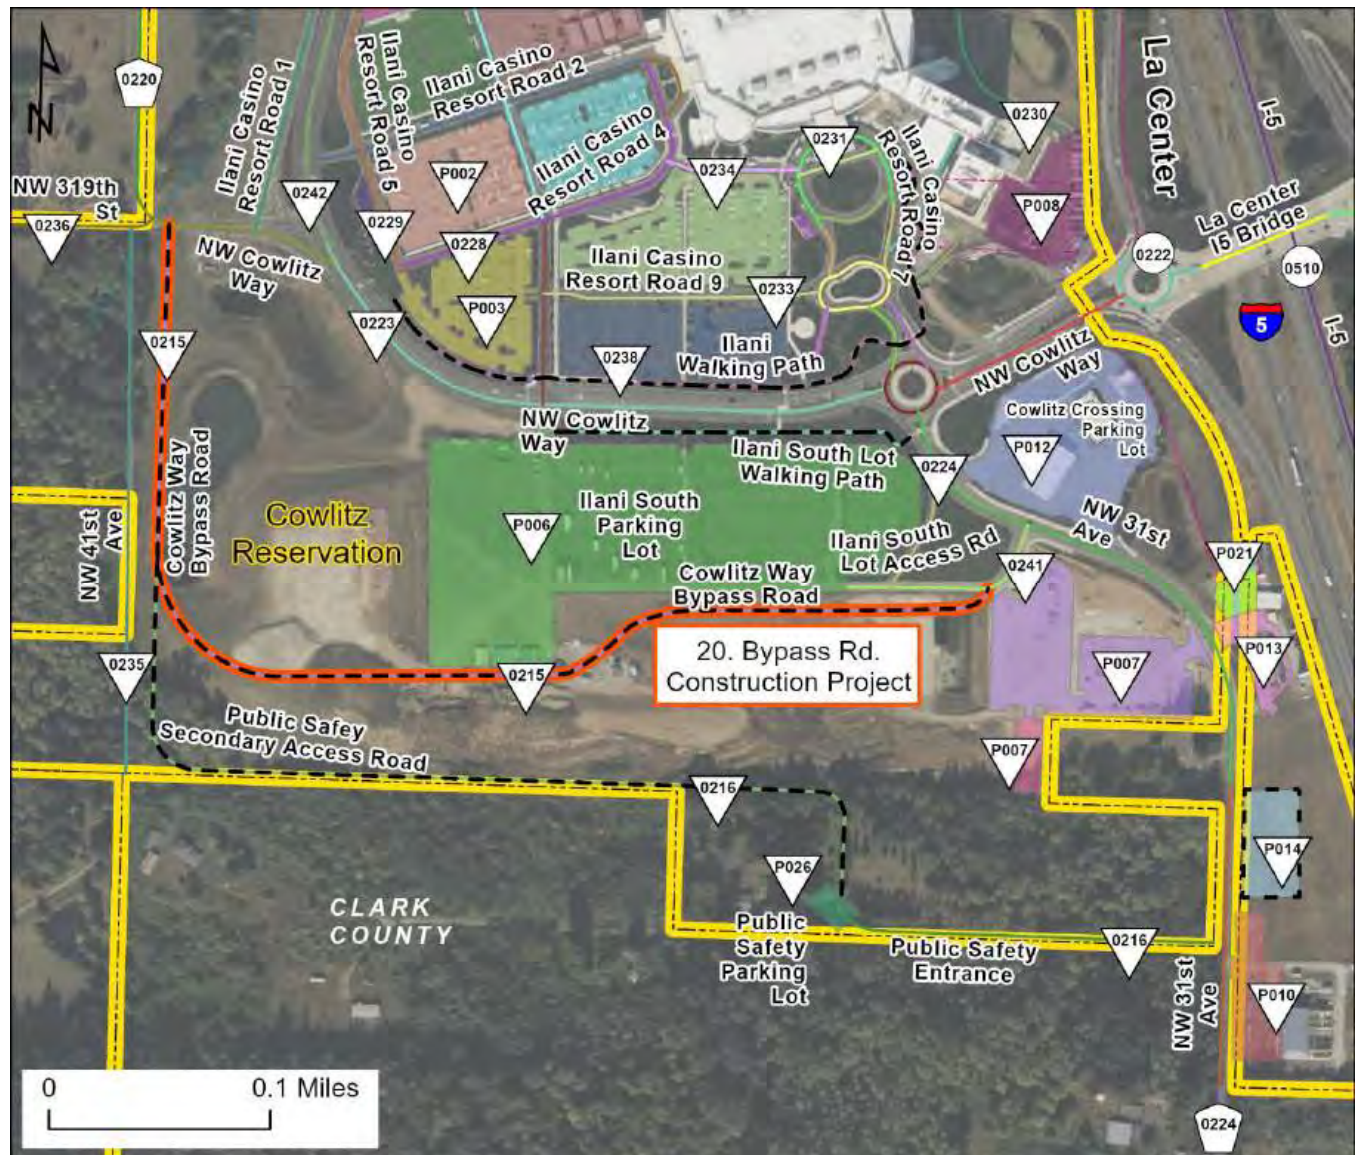 N
0220
Ilani Casino
Resort Road 1
Ilani Casino
Resort Road 5
Ilani Casino
Resort Road 2
Ilani Casino
Resort Road 4
Ilani Casino
Resort Road 7
La Center
I-5
0230
0231
0234
P002
P008
NW 319th
St
0236
0242
0229
0228
La Center
I5 Bridge
0222
0510
NW Cowlitz
Way
Ilani Casino
Resort Road 9
0233
P003
0223
5
I-5
0215
0238
Ilani
Walking Path
NW Cowlitz
Way
Cowlitz Crossing
Parking
Lot
P012
NW Cowlitz
Way
Ilani South Lot
Walking Path
0224
NW 41st
Ave
Cowlitz Way
Bypass Road
Cowlitz
Reservation
P006
Ilani South
Parking
Lot
Ilani South
Lot Access Rd
NW 31st
Ave
0241
P021
Cowlitz Way
Bypass Road
20. Bypass Rd.
Construction Project
0235
0215
P007
P013
Public Safey
Secondary Access Road
P007
0216
P014
P026
CLARK
COUNTY
Public
Safety
Parking
Lot
Public Safety
Entrance
0216
NW 31st
Ave
P010
0
0.1 Miles
0224